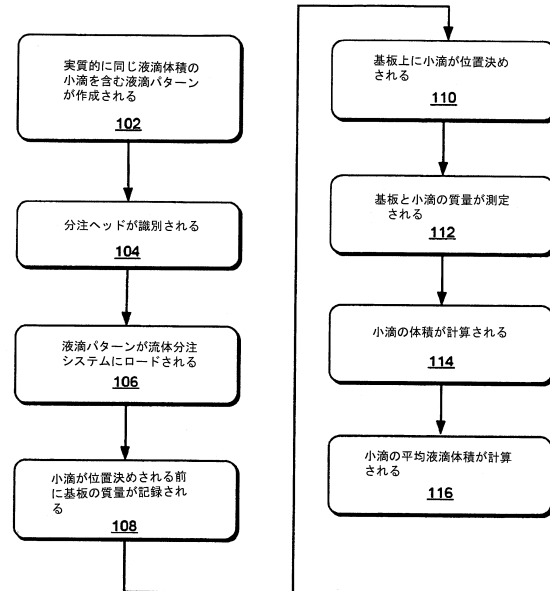 実質的に同じ液滴体積の
小滴を含む液滴パターン
が作成される
102
分注ヘッドが識別される
104
液滴パターンが流体分注
システムにロードされる
106
小滴が位置決めされる前
に基板の質量が記録され
る
108
基板上に小滴が位置決め
される
110
基板と小滴の質量が測定
される
112
小滴の体積が計算される
114
小滴の平均液滴体積が計算
される
116